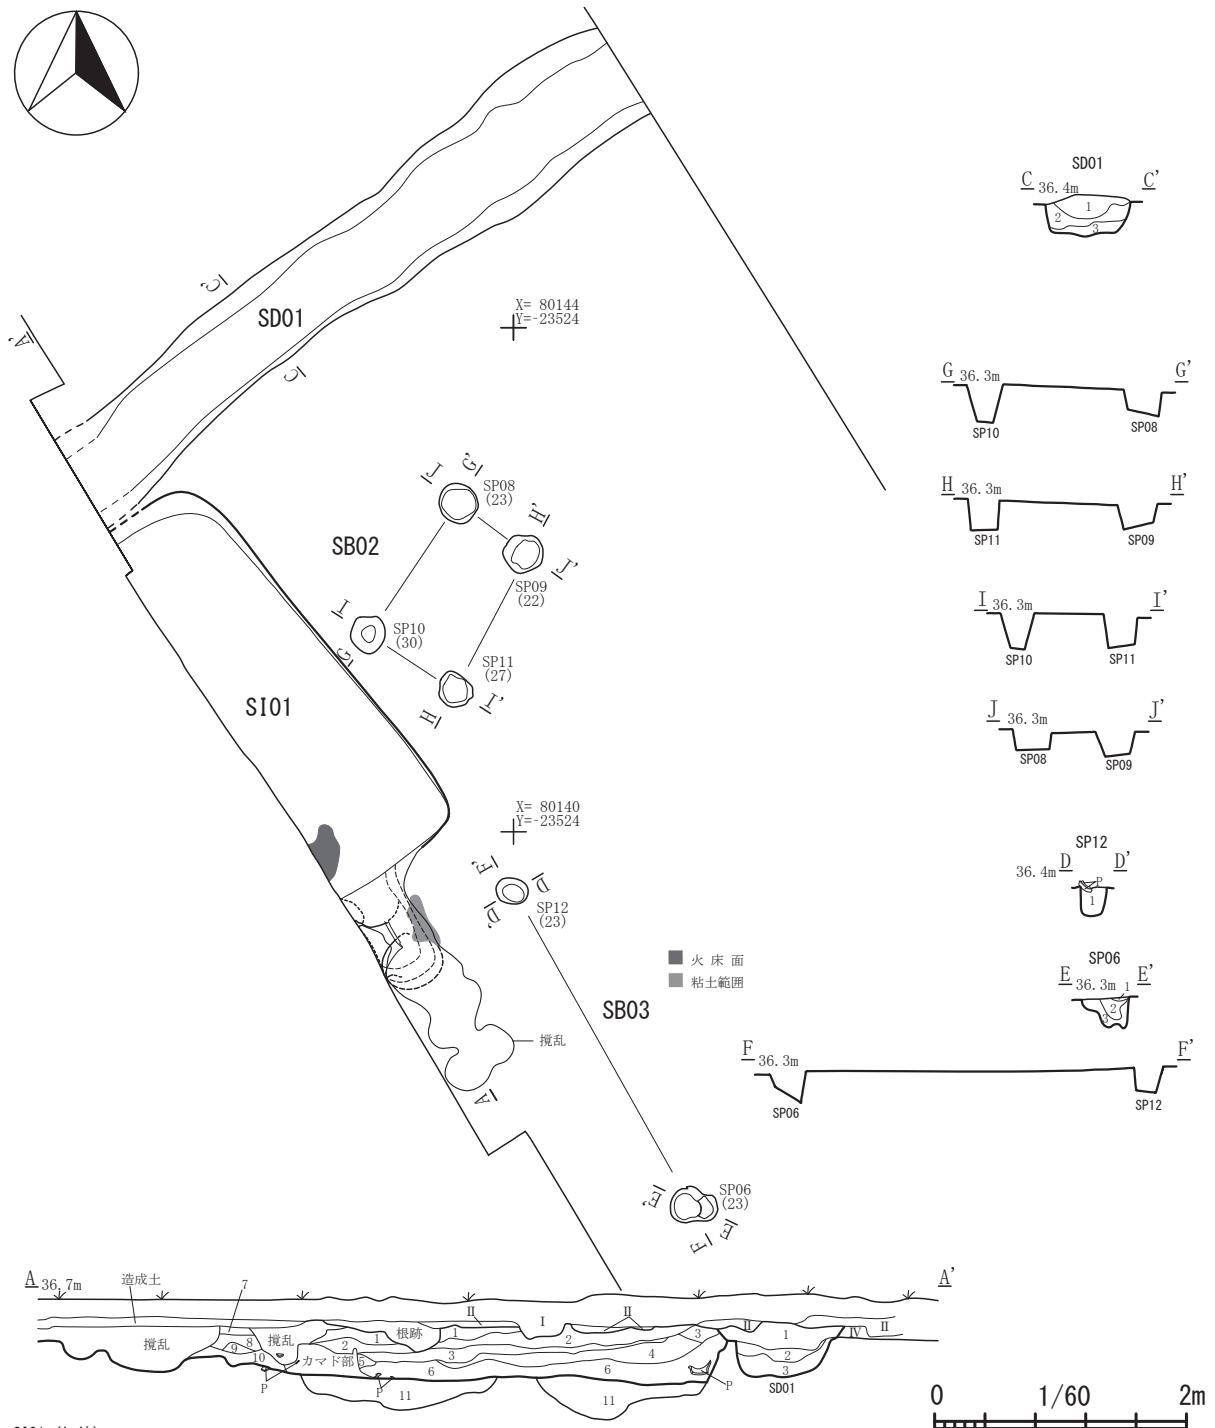 SD01
C 36.4m C'
1
2
3
C'
SD01
C
X= 80144
Y=-23524
A'
G 36.3m G'
SP10 SP08
J G'
SP08
(23)
H'
SB02
J'
SP09
(22)
I
SP10
(30)
G
SP11
(27)
I'
H
H 36.3m H'
SP11 SP09
I 36.3m I'
SP10 SP11
SI01
J 36.3m J'
SP08 SP09
X= 80140
Y=-23524
F'
D
SP12
(23)
D'
SP12
36.4m D D'
P
1
火 床 面
粘土範囲
SB03
SP06
E 36.3m E'
1
2
3
撹乱
A
F 36.3m F'
SP06 SP12
E'
SP06
(23)
E
F
A 36.7m A'
造成土 7
II I II II II
撹乱 8 撹乱 1 根跡 1 2 3 1 IV
9 10 カマド部 5 2 3 4 2
P P 6 6 P 3
11 11 SD01
0 1/60 2m